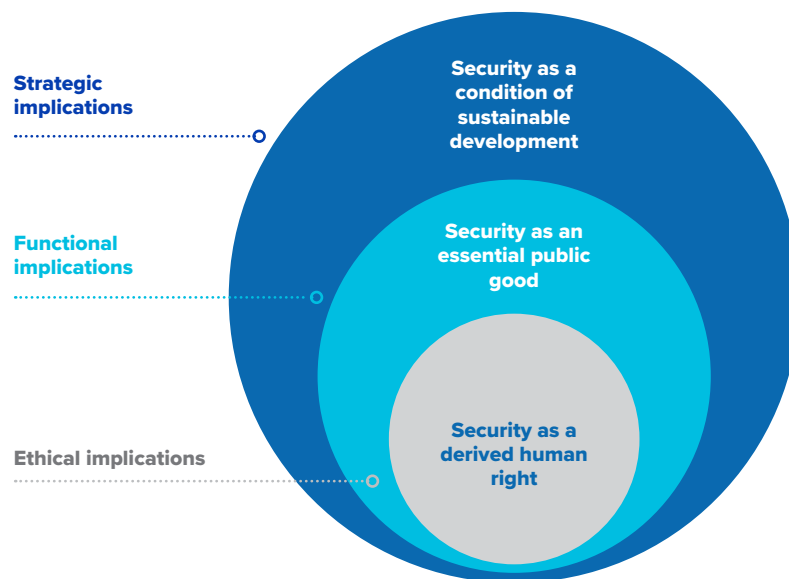 Strategic
implications
Security as a
condition of
sustainable
development
Functional
implications
Security as an
essential public
good
Ethical implications
Security as a
derived human
right